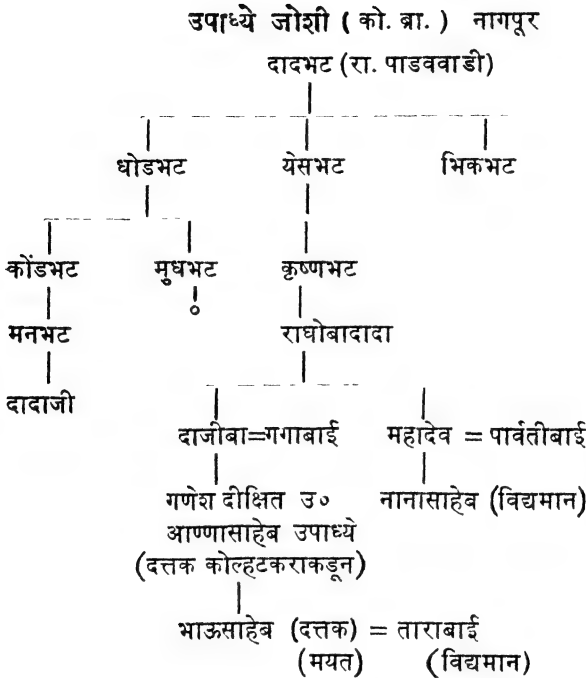 उपाध्ये जोशी ( को. ब्रा. ) नागपूर
दादभट (रा. पाडववाडी)
धोडभट येसभट भिकभट
कोंडभट मुधभट कृष्णभट
०
मनभट राघोबादादा
दादाजी
दाजीबा=गगाबाई महादेव = पार्वतीबाई
गणेश दीक्षित उ० नानासाहेब (विद्यमान)
आण्णासाहेब उपाध्ये
(दत्तक कोल्हटकराकडून)
भाऊसाहेब (दत्तक) = ताराबाई
(मयत) (विद्यमान)